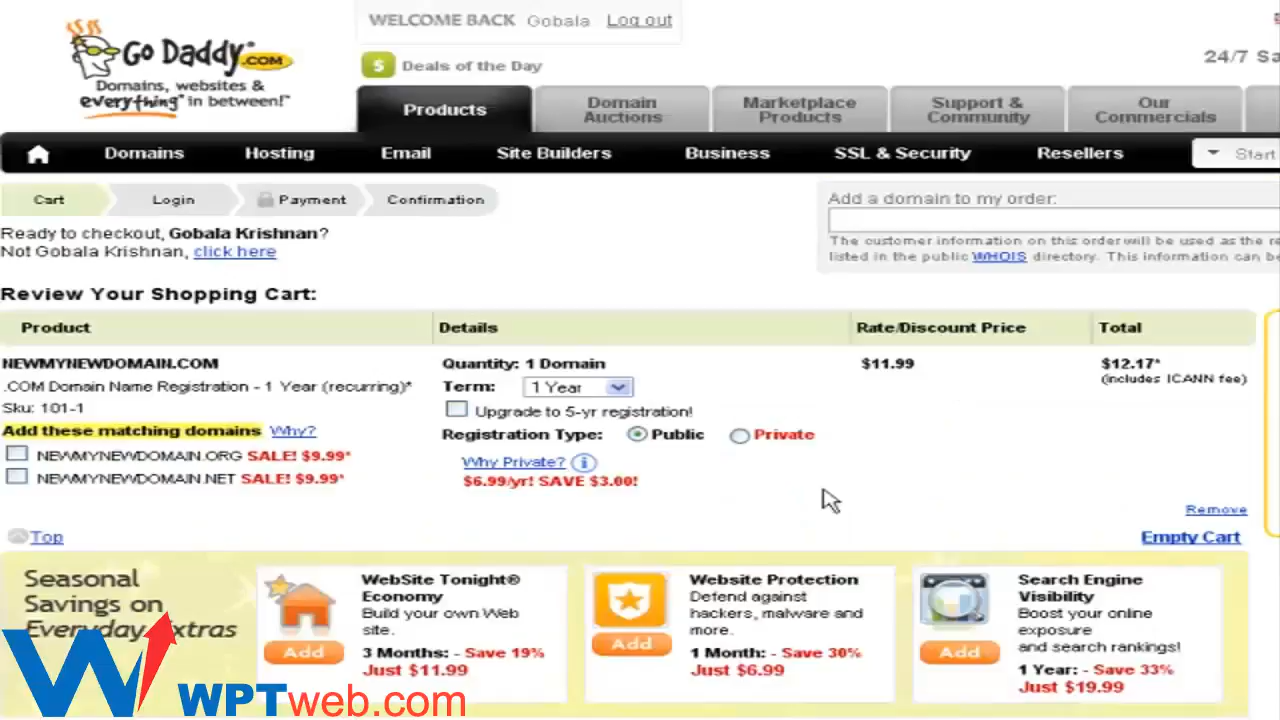 WELCOME BACK Gobala Log out
Go Daddy.COM
Domains, websites &
everything in between!
$ Deals of the Day
24/7
Products
Domain Auctions
Marketplace Products
Support & Community
Our Commercials
Domains Hosting Email Site Builders Business SSL & Security Resellers Start
Cart Login Payment Confirmation
Add a domain to my order:
Ready to checkout, Gobala Krishnan?
Not Gobala Krishnan, click here
The customer information on this order will be used as the
listed in the public WHOIS directory. This information can
Review Your Shopping Cart:
Product Details Rate/Discount Price Total
NEWMYNEWDOMAIN.COM Quantity: 1 Domain $11.99 $12.17*
(includes ICANN fee)
.COM Domain Name Registration - 1 Year (recurring)* Term: 1 Year
Sku: 101-1 Upgrade to 5-yr registration!
Add these matching domains Why? Registration Type: Public Private
NEWMYNEWDOMAIN.ORG SALE! $9.99* Why Private? i
NEWMYNEWDOMAIN.NET SALE! $9.99* $6.99/yr! SAVE $3.00!
Remove
Top Empty Cart
Seasonal
Savings on
Everyday Extras
WebSite Tonight®
Economy
Build your own Web
site.
Add
3 Months: - Save 19%
Just $11.99
Website Protection
Defend against
hackers, malware and
more.
Add
1 Month: - Save 30%
Just $6.99
Search Engine
Visibility
Boost your online
exposure
and search rankings!
Add
1 Year: - Save 33%
Just $19.99
WPTweb.com